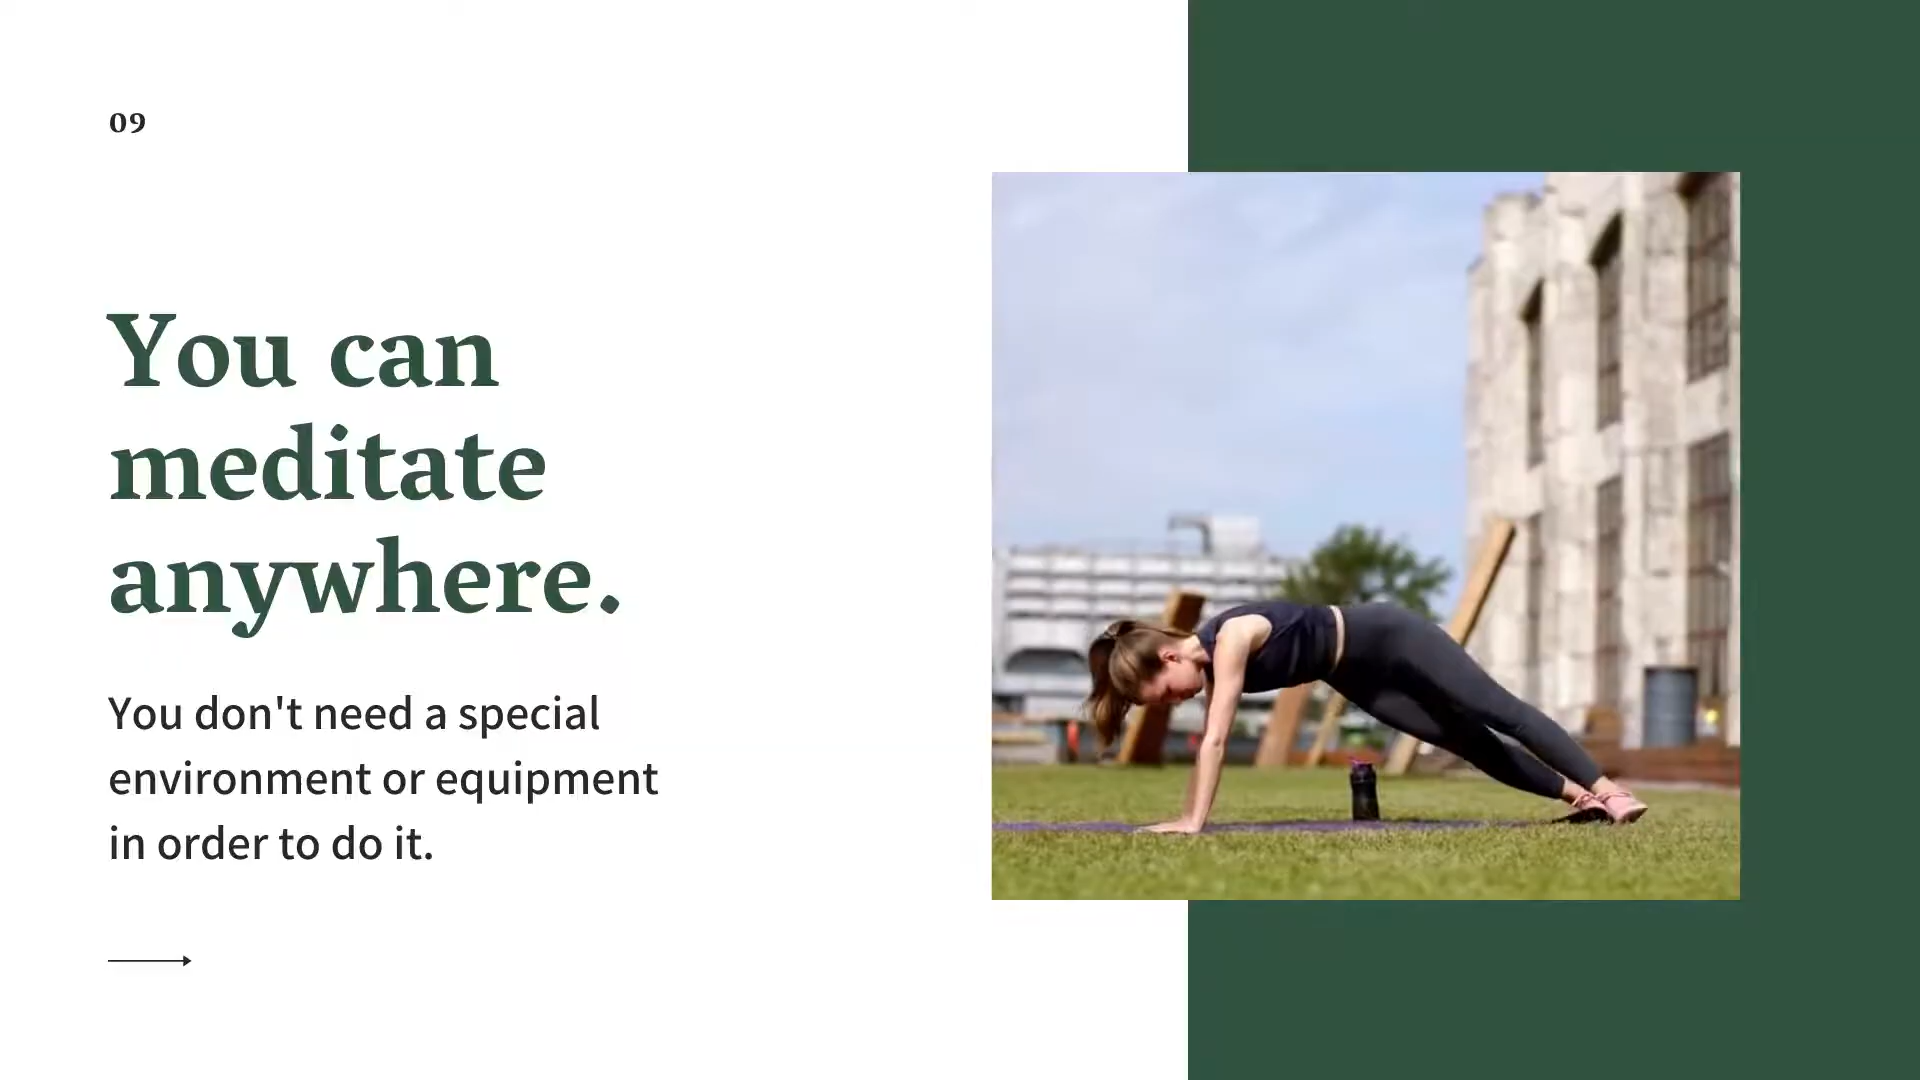 09
You can
meditate
anywhere.
You don't need a special
environment or equipment
in order to do it.